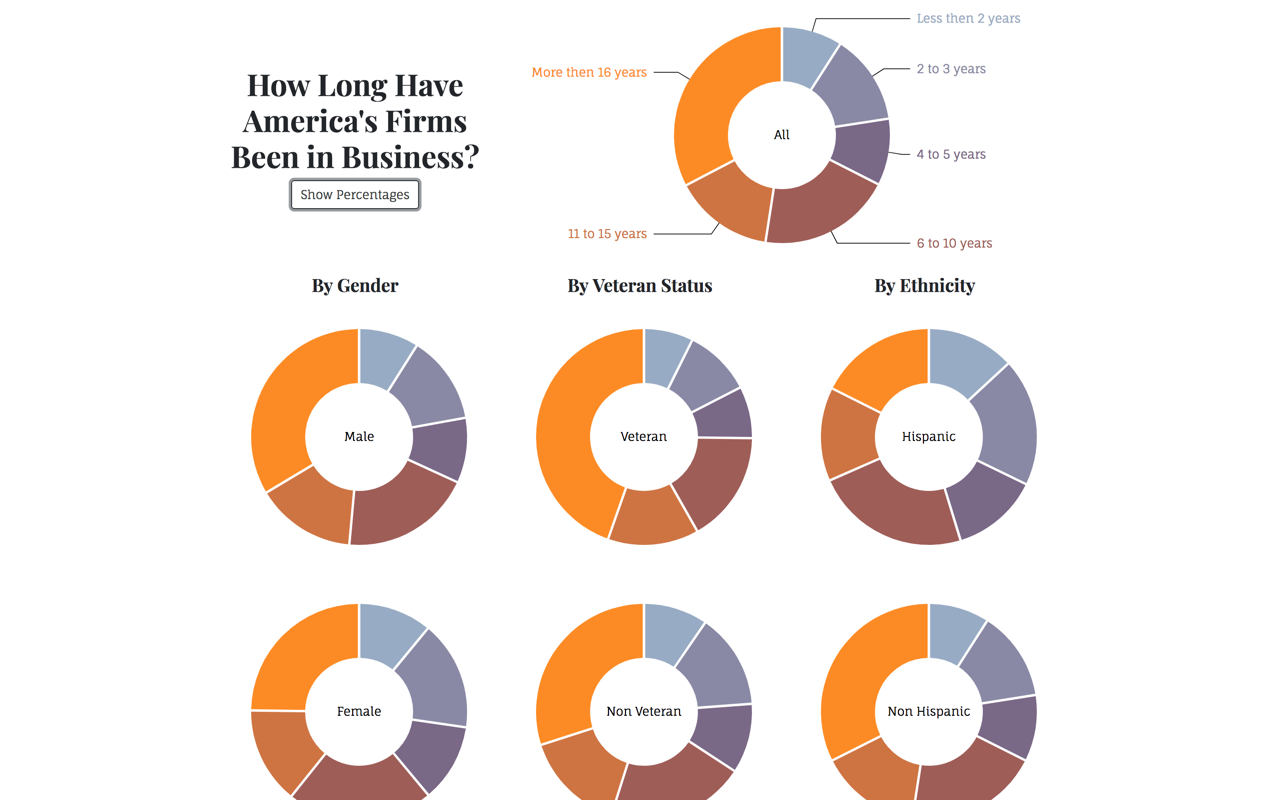 How Long Have
America's Firms
Been in Business?
Show Percentages
Less then 2 years
More then 16 years
2 to 3 years
All
4 to 5 years
11 to 15 years
6 to 10 years
By Gender
By Veteran Status
By Ethnicity
Male
Veteran
Hispanic
Female
Non Veteran
Non Hispanic